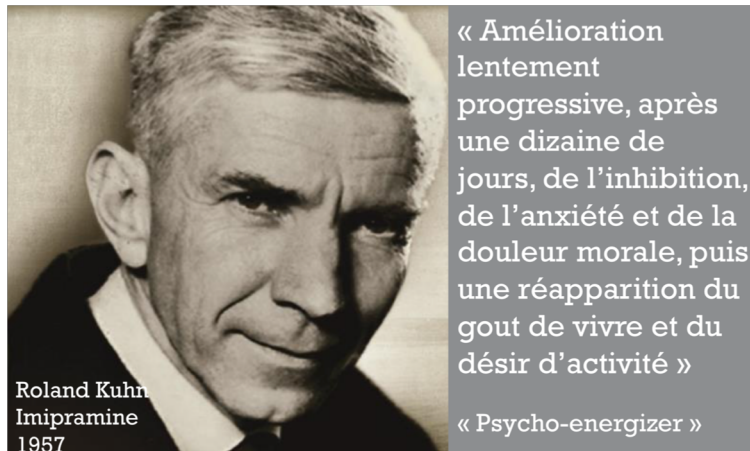 « Amélioration
lentement
progressive, après
une dizaine de
jours, de l’inhibition,
de l’anxiété et de la
douleur morale, puis
une réapparition du
gout de vivre et du
désir d’activité »
« Psycho-energizer »
Roland Kuhn
Imipramine
1957